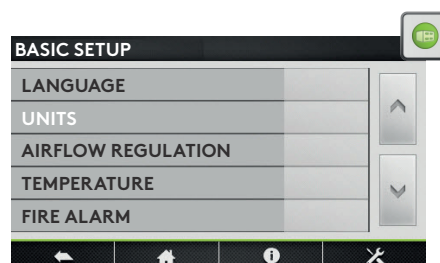 BASIC SETUP
LANGUAGE
UNITS
AIRFLOW REGULATION
TEMPERATURE
FIRE ALARM